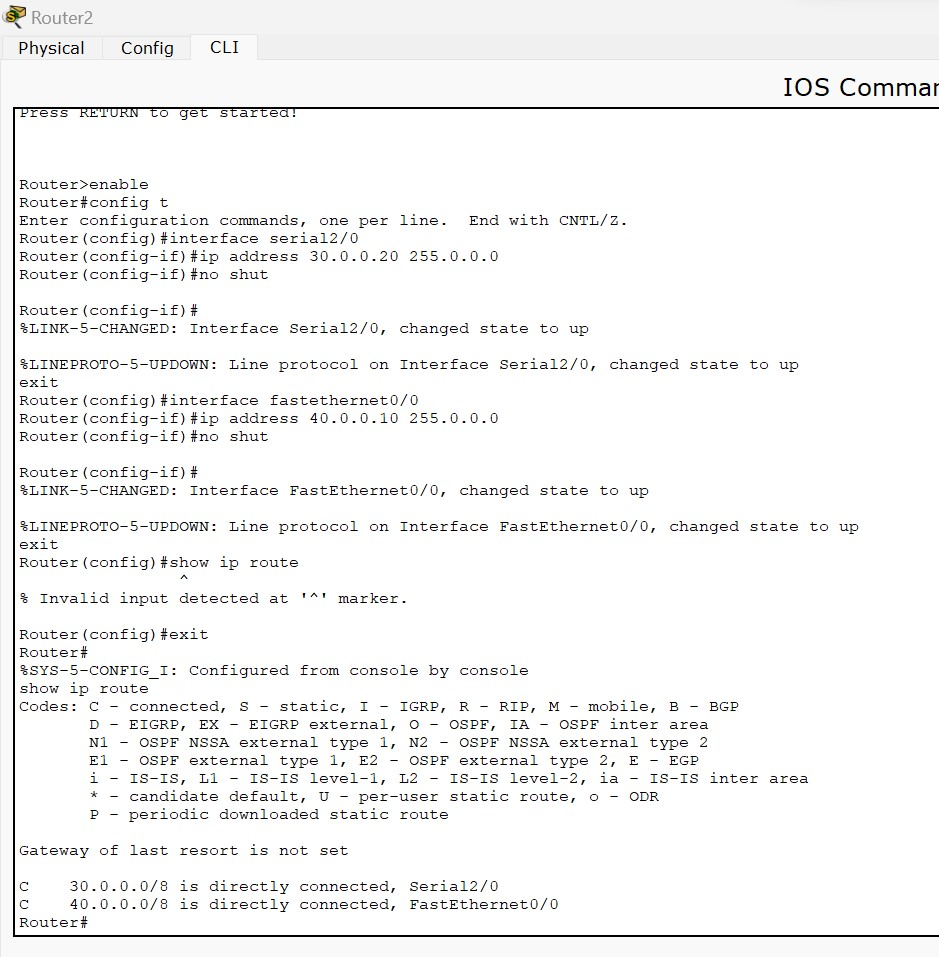 Router2
Physical Config CLI
IOS Comman
Press RETURN to get started!
Router>enable
Router#config t
Enter configuration commands, one per line.  End with CNTL/Z.
Router(config)#interface serial2/0
Router(config-if)#ip address 30.0.0.20 255.0.0.0
Router(config-if)#no shut
Router(config-if)#
%LINK-5-CHANGED: Interface Serial2/0, changed state to up
%LINEPROTO-5-UPDOWN: Line protocol on Interface Serial2/0, changed state to up
exit
Router(config)#interface fastethernet0/0
Router(config-if)#ip address 40.0.0.10 255.0.0.0
Router(config-if)#no shut
Router(config-if)#
%LINK-5-CHANGED: Interface FastEthernet0/0, changed state to up
%LINEPROTO-5-UPDOWN: Line protocol on Interface FastEthernet0/0, changed state to up
exit
Router(config)#show ip route
^
% Invalid input detected at '^' marker.
Router(config)#exit
Router#
%SYS-5-CONFIG_I: Configured from console by console
show ip route
Codes: C - connected, S - static, I - IGRP, R - RIP, M - mobile, B - BGP
D - EIGRP, EX - EIGRP external, O - OSPF, IA - OSPF inter area
N1 - OSPF NSSA external type 1, N2 - OSPF NSSA external type 2
E1 - OSPF external type 1, E2 - OSPF external type 2, E - EGP
i - IS-IS, L1 - IS-IS level-1, L2 - IS-IS level-2, ia - IS-IS inter area
* - candidate default, U - per-user static route, o - ODR
P - periodic downloaded static route
Gateway of last resort is not set
C    30.0.0.0/8 is directly connected, Serial2/0
C    40.0.0.0/8 is directly connected, FastEthernet0/0
Router#